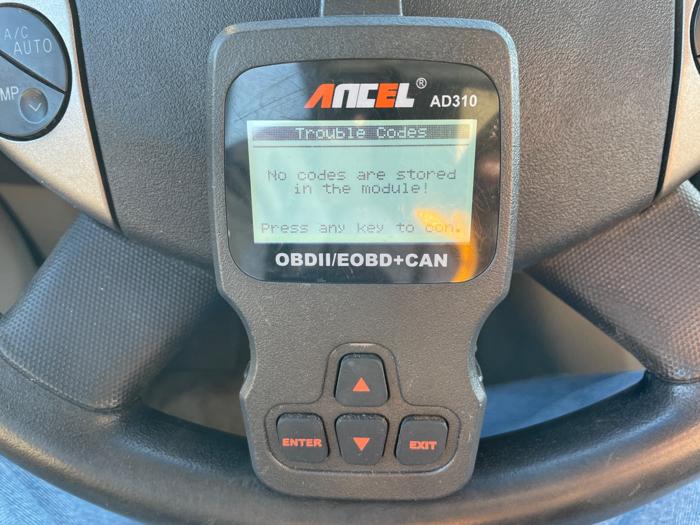 A/C
AUTO
MP
ANCEL®
AD310
Trouble Codes
No codes are stored
in the module!
Press any key to con.
OBDII/EOBD+CAN
ENTER
EXIT